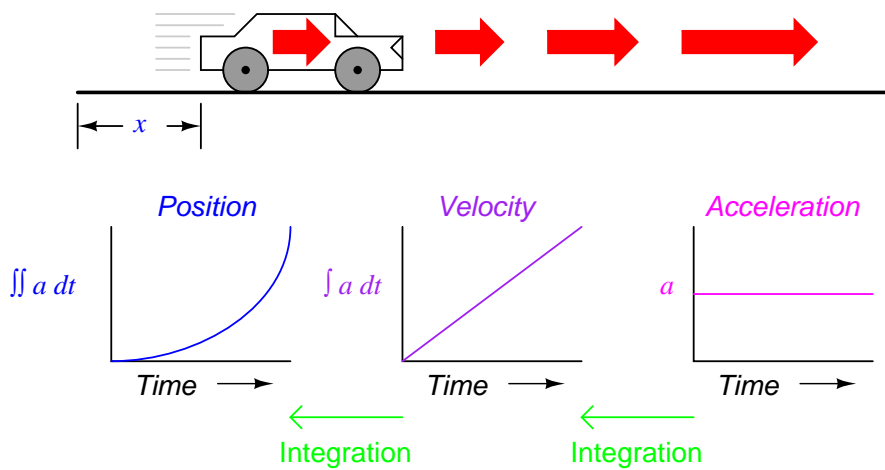 x
Position
Velocity
Acceleration
∫∫ a dt
∫ a dt
a
Time
Time
Time
Integration
Integration